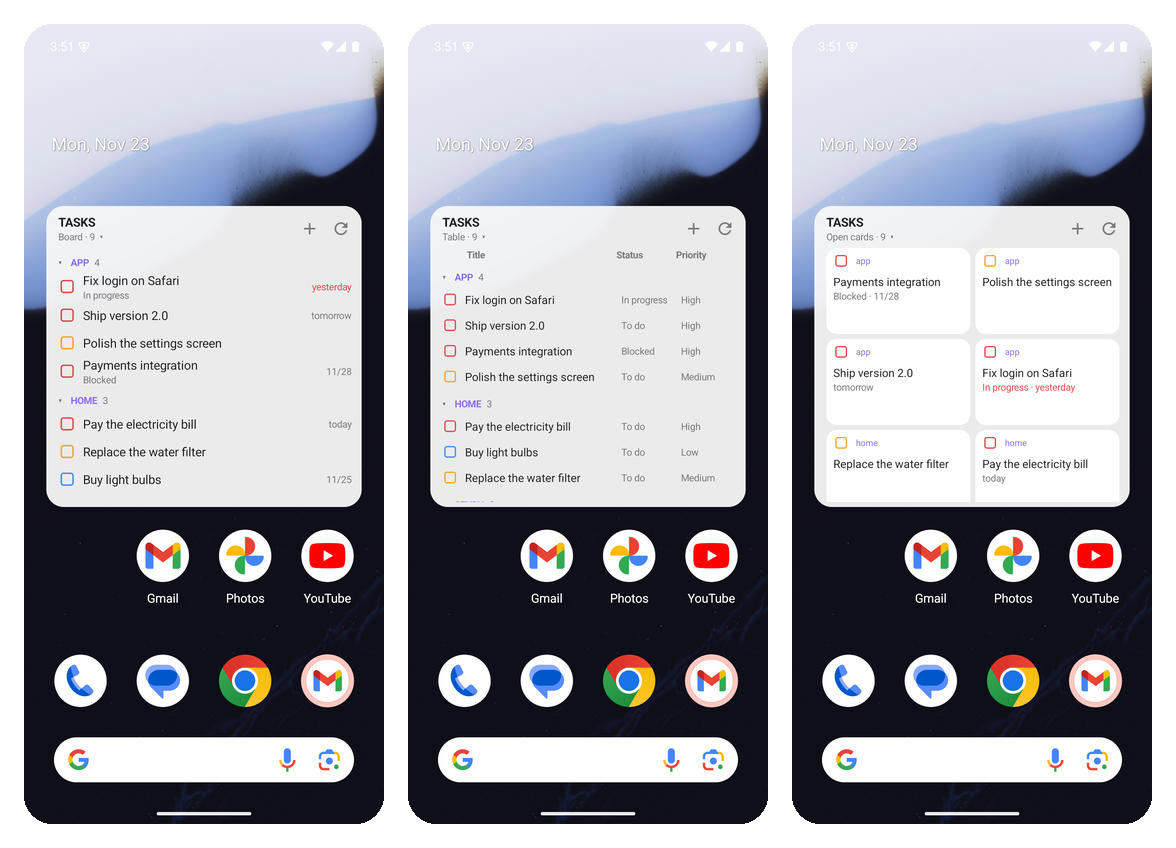 3:51
Mon, Nov 23
TASKS
Board · 9
APP 4
Fix login on Safari
In progress
yesterday
Ship version 2.0
tomorrow
Polish the settings screen
Payments integration
Blocked
11/28
HOME 3
Pay the electricity bill
today
Replace the water filter
Buy light bulbs
11/25
Gmail
Photos
YouTube
3:51
Mon, Nov 23
TASKS
Table · 9
Title Status Priority
APP 4
Fix login on Safari In progress High
Ship version 2.0 To do High
Payments integration Blocked High
Polish the settings screen To do Medium
HOME 3
Pay the electricity bill To do High
Buy light bulbs To do Low
Replace the water filter To do Medium
Gmail
Photos
YouTube
3:51
Mon, Nov 23
TASKS
Open cards · 9
app
Payments integration
Blocked · 11/28
app
Polish the settings screen
app
Ship version 2.0
tomorrow
app
Fix login on Safari
In progress · yesterday
home
Replace the water filter
home
Pay the electricity bill
today
Gmail
Photos
YouTube